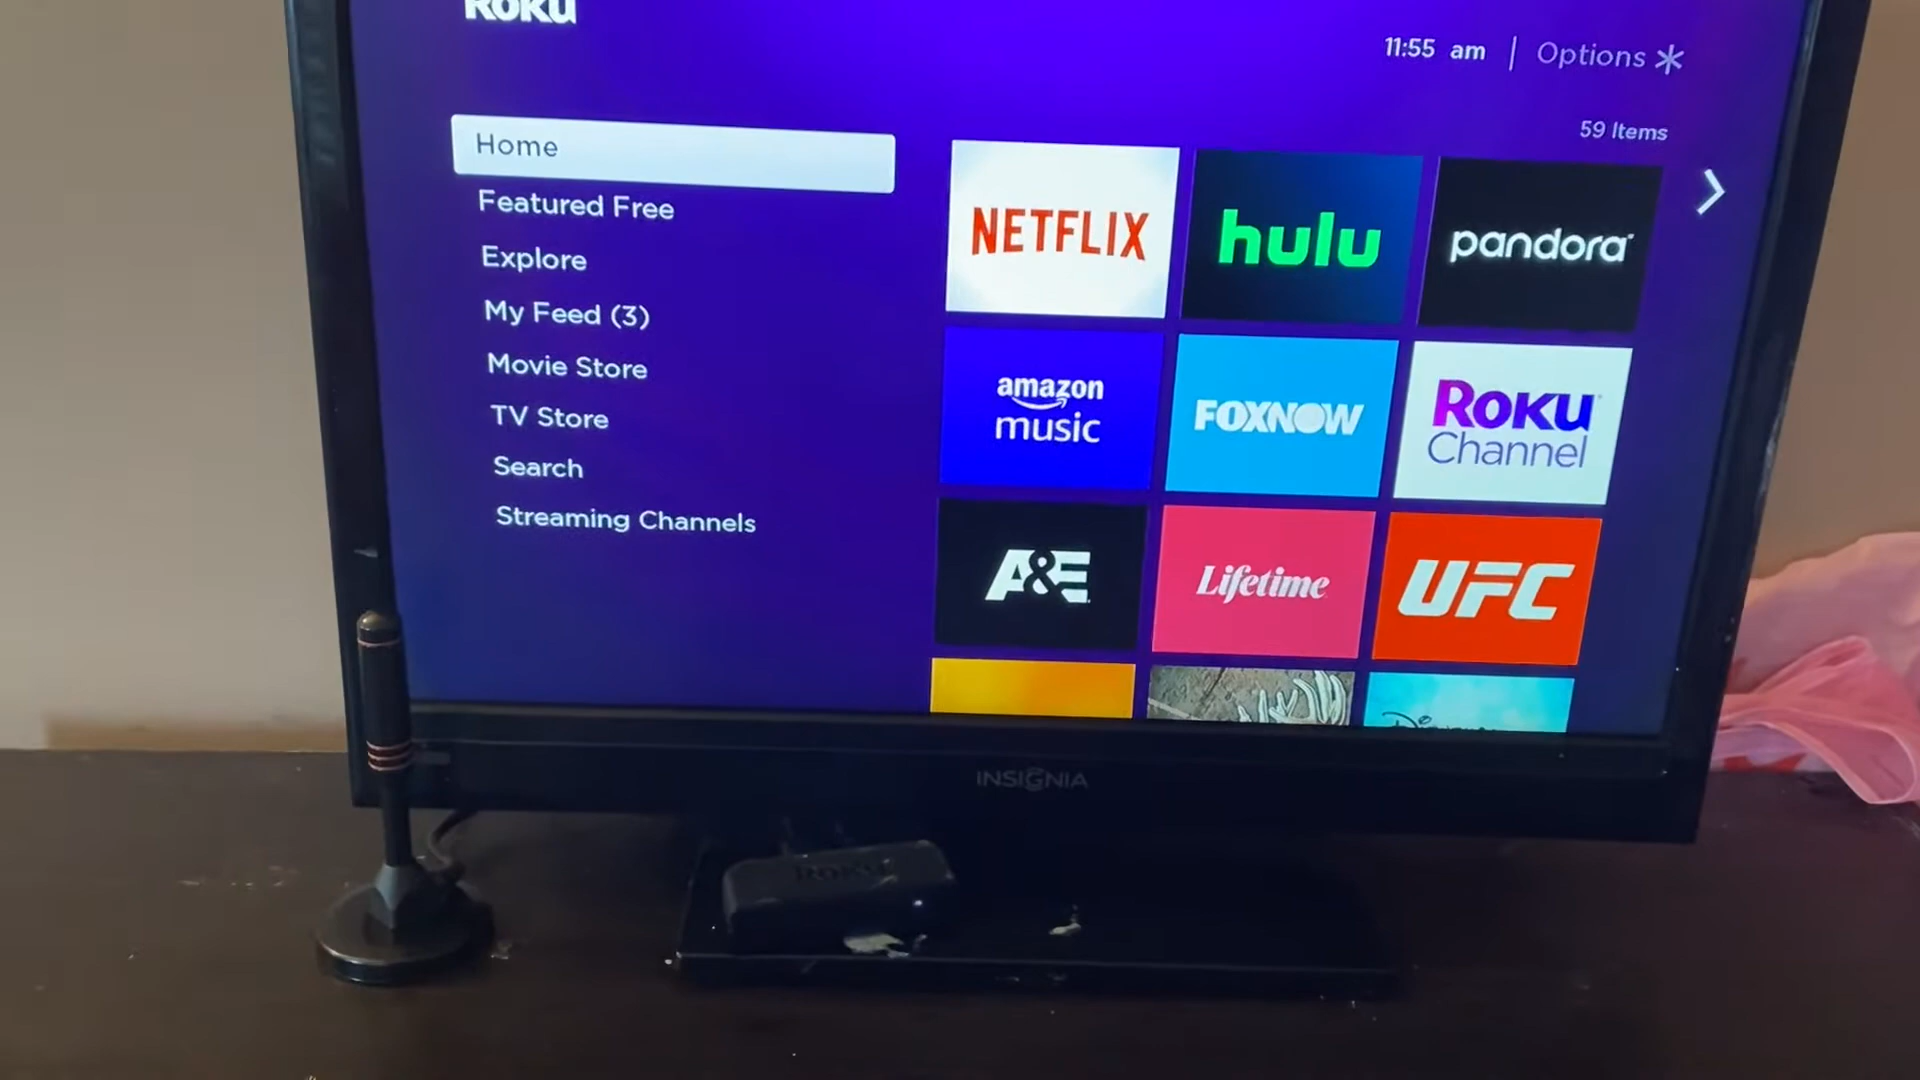 Roku
11:55 am | Options
59 Items
Home
Featured Free
Explore
My Feed (3)
Movie Store
TV Store
Search
Streaming Channels
NETFLIX
hulu
pandora
amazon
music
FOXNOW
Roku
Channel
A&E
Lifetime
UFC
INSIGNIA
Roku